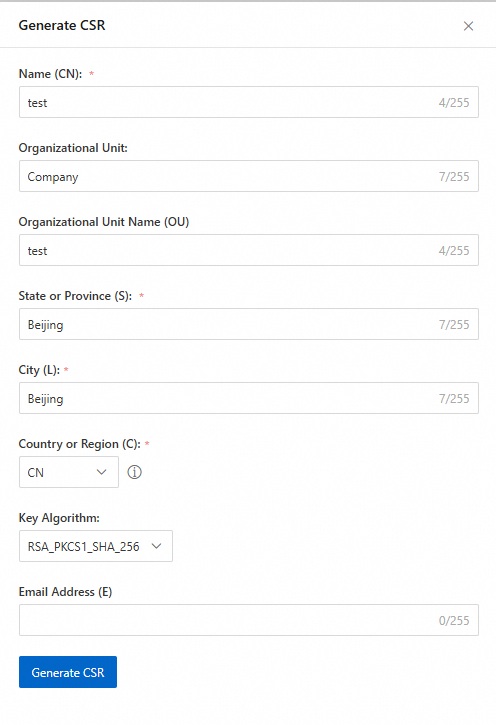 Generate CSR
Name (CN): *
test 4/255
Organizational Unit:
Company 7/255
Organizational Unit Name (OU)
test 4/255
State or Province (S): *
Beijing 7/255
City (L): *
Beijing 7/255
Country or Region (C): *
CN
Key Algorithm:
RSA_PKCS1_SHA_256
Email Address (E)
0/255
Generate CSR